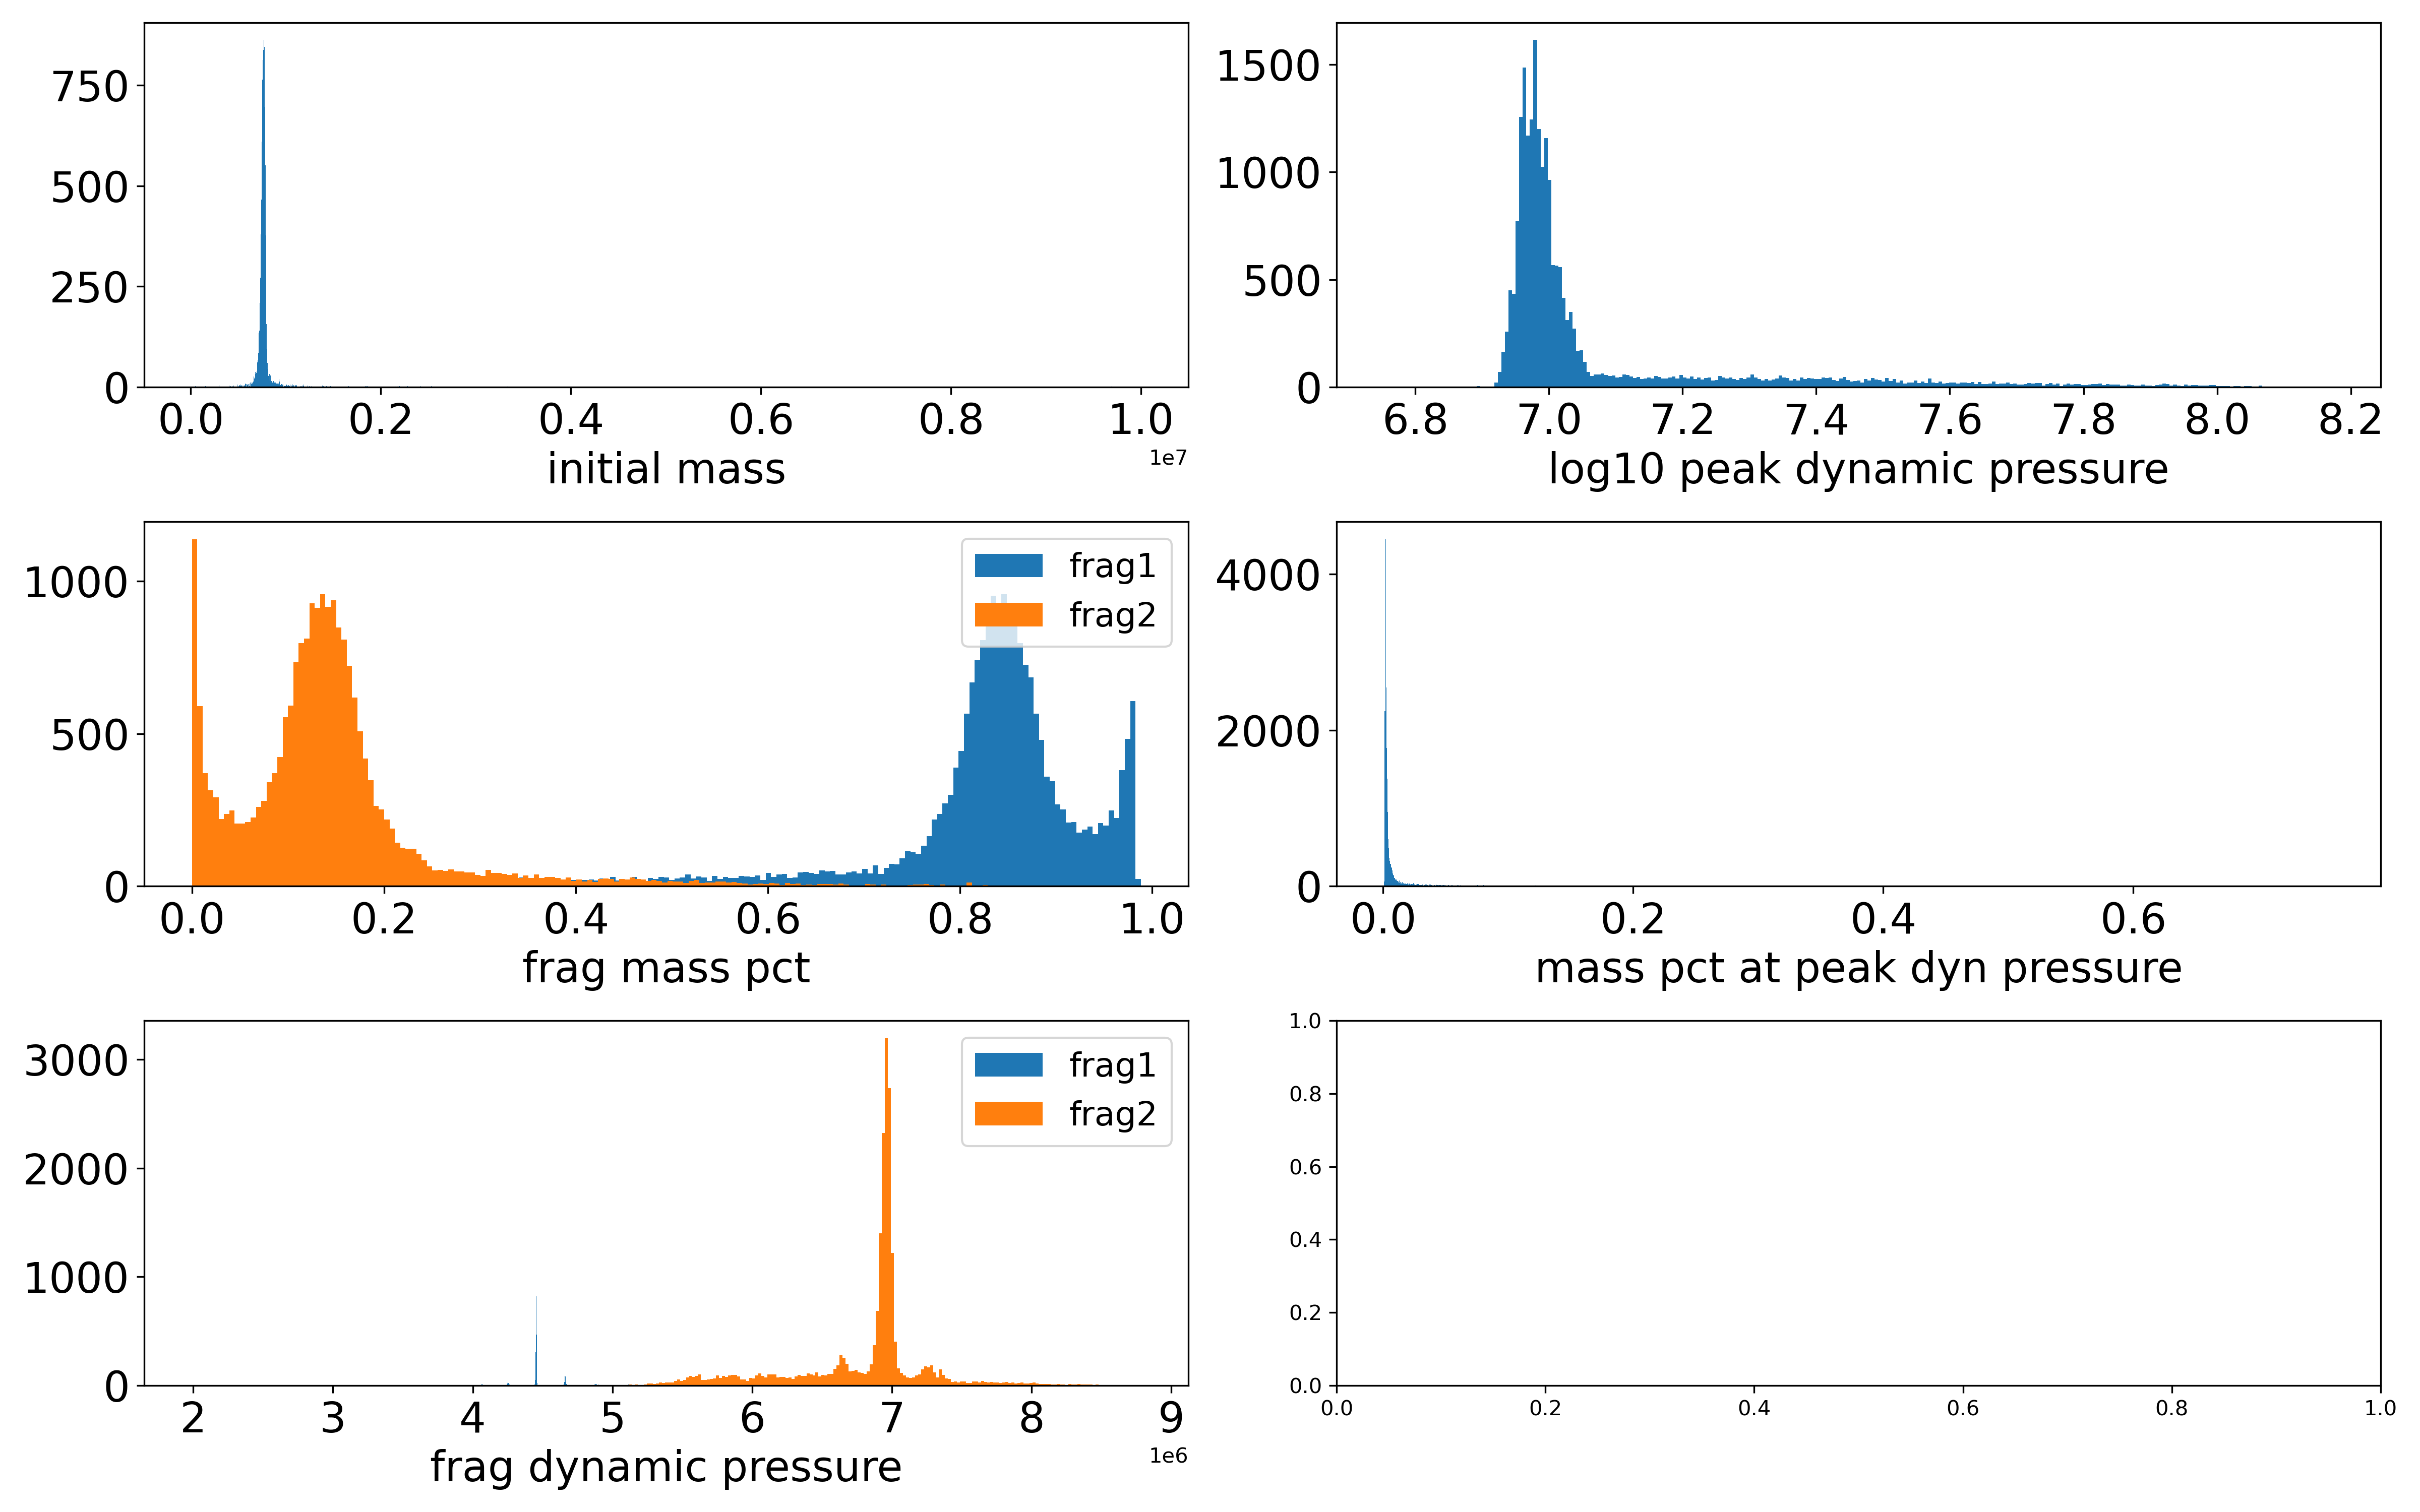 750
500
250
0
0.0 0.2 0.4 0.6 0.8 1.0
1e7
initial mass
1500
1000
500
0
6.8 7.0 7.2 7.4 7.6 7.8 8.0 8.2
log10 peak dynamic pressure
1000
500
0
frag1
frag2
0.0 0.2 0.4 0.6 0.8 1.0
frag mass pct
4000
2000
0
0.0 0.2 0.4 0.6
mass pct at peak dyn pressure
3000
2000
1000
0
frag1
frag2
2 3 4 5 6 7 8 9
1e6
frag dynamic pressure
1.0
0.8
0.6
0.4
0.2
0.0
0.0 0.2 0.4 0.6 0.8 1.0